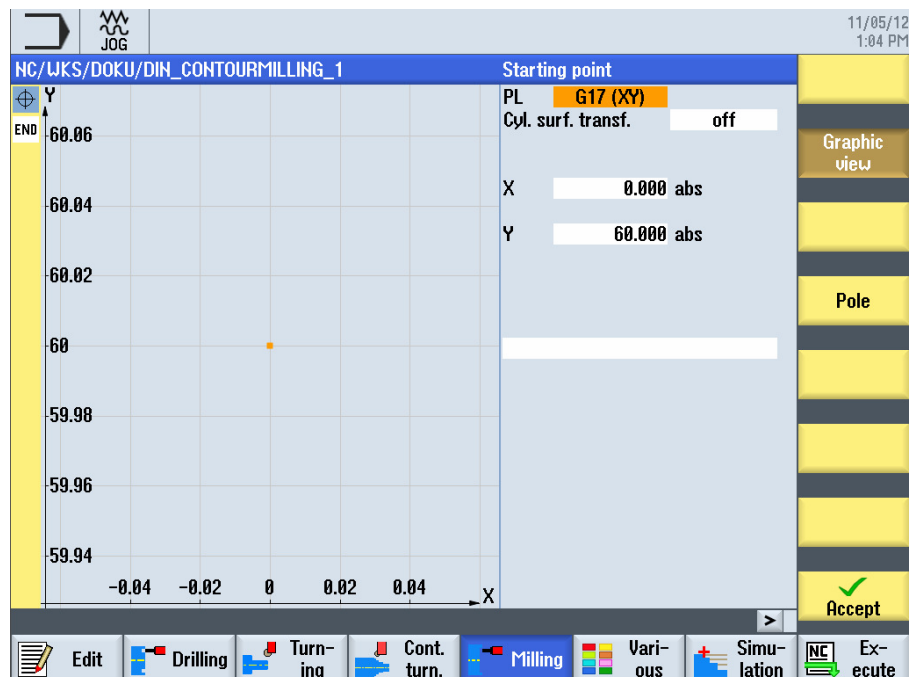 JOG
11/05/12
1:04 PM
NC/WKS/DOKU/DIN_CONTOURMILLING_1
Starting point
Y
END
60.06
60.04
60.02
60
59.98
59.96
59.94
-0.04 -0.02 0 0.02 0.04
X
PL G17 (XY)
Cyl. surf. transf. off
X 0.000 abs
Y 60.000 abs
Graphic
view
Pole
Accept
>
Edit
Drilling
Turn-
ing
Cont.
turn.
Milling
Vari-
ous
Simu-
lation
NC
Ex-
ecute